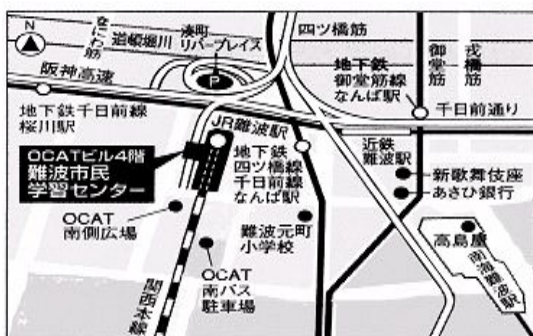 N
なにわ筋
道頓堀川
湊町
リバープレイス
P
四ツ橋筋
御堂筋
戎橋筋
阪神高速
地下鉄
御堂筋線
なんば駅
千日前通り
地下鉄千日前線
桜川駅
JR難波駅
近鉄
難波駅
OCATビル4階
難波市民
学習センター
地下鉄
四ツ橋線
千日前線
なんば駅
新歌舞伎座
あさひ銀行
OCAT
南側広場
難波元町
小学校
高島屋
南海難波駅
OCAT
南バス
駐車場
関西本線